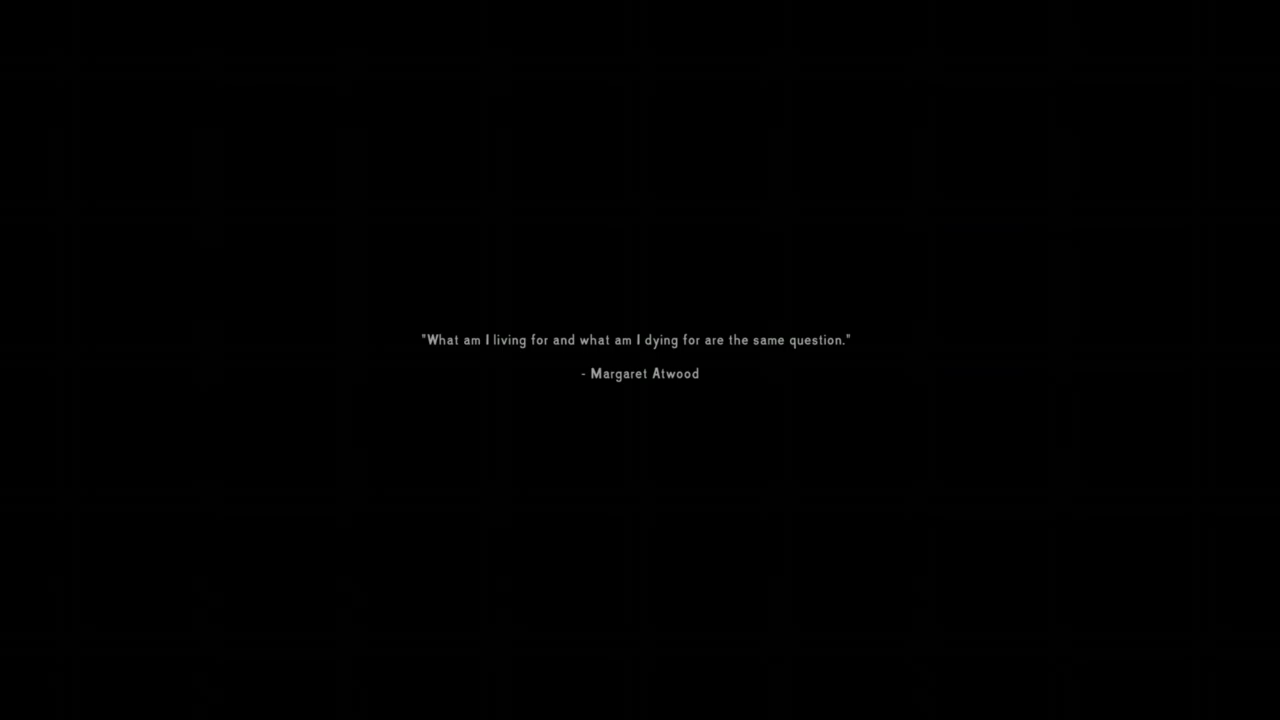 "What am I living for and what am I dying for are the same question."
- Margaret Atwood